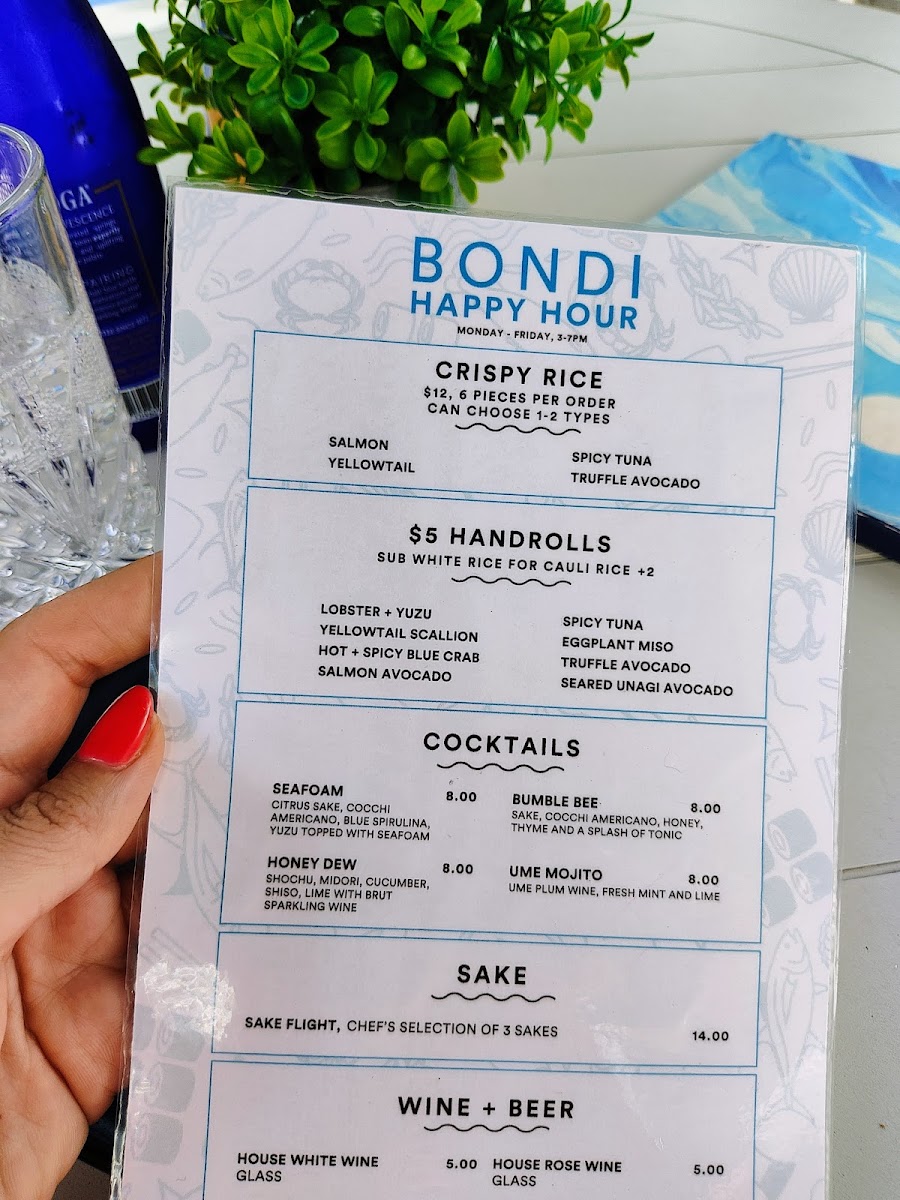 OGA
ESCENCE
BONDI
HAPPY HOUR
MONDAY - FRIDAY, 3-7PM
CRISPY RICE
$12, 6 PIECES PER ORDER
CAN CHOOSE 1-2 TYPES
SALMON
YELLOWTAIL
SPICY TUNA
TRUFFLE AVOCADO
$5 HANDROLLS
SUB WHITE RICE FOR CAULI RICE +2
LOBSTER + YUZU
YELLOWTAIL SCALLION
HOT + SPICY BLUE CRAB
SALMON AVOCADO
SPICY TUNA
EGGPLANT MISO
TRUFFLE AVOCADO
SEARED UNAGI AVOCADO
COCKTAILS
SEAFOAM 8.00
CITRUS SAKE, COCCHI
AMERICANO, BLUE SPIRULINA,
YUZU TOPPED WITH SEAFOAM
HONEY DEW 8.00
SHOCHU, MIDORI, CUCUMBER,
SHISO, LIME WITH BRUT
SPARKLING WINE
BUMBLE BEE 8.00
SAKE, COCCHI AMERICANO, HONEY,
THYME AND A SPLASH OF TONIC
UME MOJITO 8.00
UME PLUM WINE, FRESH MINT AND LIME
SAKE
SAKE FLIGHT, CHEF'S SELECTION OF 3 SAKES 14.00
WINE + BEER
HOUSE WHITE WINE 5.00
GLASS
HOUSE ROSE WINE 5.00
GLASS